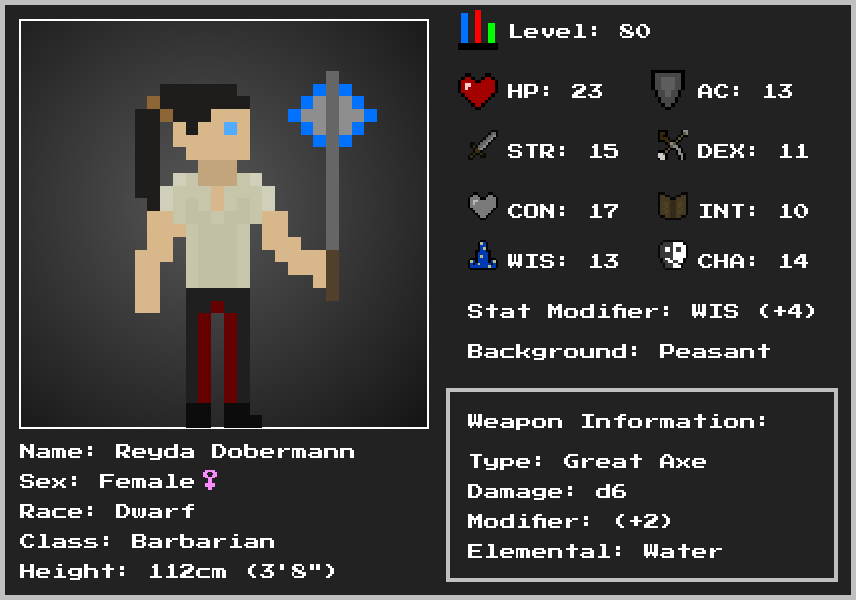 Level: 80
HP: 23 AC: 13
STR: 15 DEX: 11
CON: 17 INT: 10
WIS: 13 CHA: 14
Stat Modifier: WIS (+4)
Background: Peasant
Weapon Information:
Type: Great Axe
Damage: d6
Modifier: (+2)
Elemental: Water
Name: Reyda Dobermann
Sex: Female♀
Race: Dwarf
Class: Barbarian
Height: 112cm (3'8")